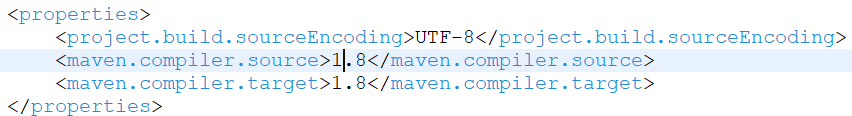 <properties>
    <project.build.sourceEncoding>UTF-8</project.build.sourceEncoding>
    <maven.compiler.source>1.8</maven.compiler.source>
    <maven.compiler.target>1.8</maven.compiler.target>
</properties>